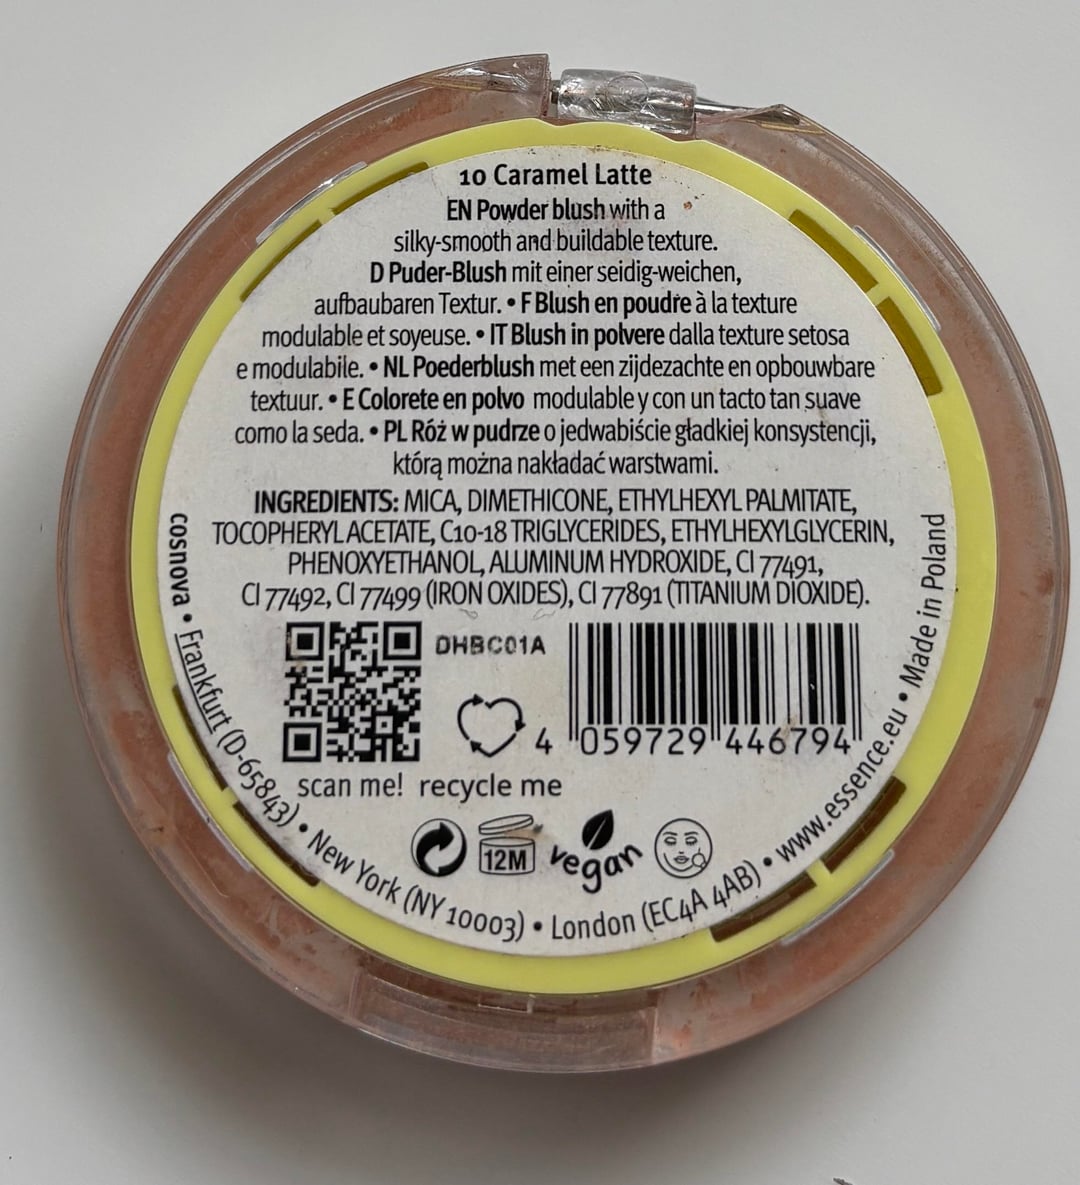 10 Caramel Latte
EN Powder blush with a
silky-smooth and buildable texture.
D Puder-Blush mit einer seidig-weichen,
aufbaubaren Textur. • F Blush en poudre à la texture
modulable et soyeuse. • IT Blush in polvere dalla texture setosa
e modulabile. • NL Poederblush met een zijdezachte en opbouwbare
textuur. • E Colorete en polvo modulable y con un tacto tan suave
como la seda. • PL Róż w pudrze o jedwabiście gładkiej konsystencji,
którą można nakładać warstwami.
INGREDIENTS: MICA, DIMETHICONE, ETHYLHEXYL PALMITATE,
TOCOPHERYL ACETATE, C10-18 TRIGLYCERIDES, ETHYLHEXYLGLYCERIN,
PHENOXYETHANOL, ALUMINUM HYDROXIDE, CI 77491,
CI 77492, CI 77499 (IRON OXIDES), CI 77891 (TITANIUM DIOXIDE).
DHBC01A
4 059729 446794
scan me! recycle me
12M
vegan
cosnova • Frankfurt (D-65843) • New York (NY 10003) • London (EC4A 4AB) • www.essence.eu • Made in Poland